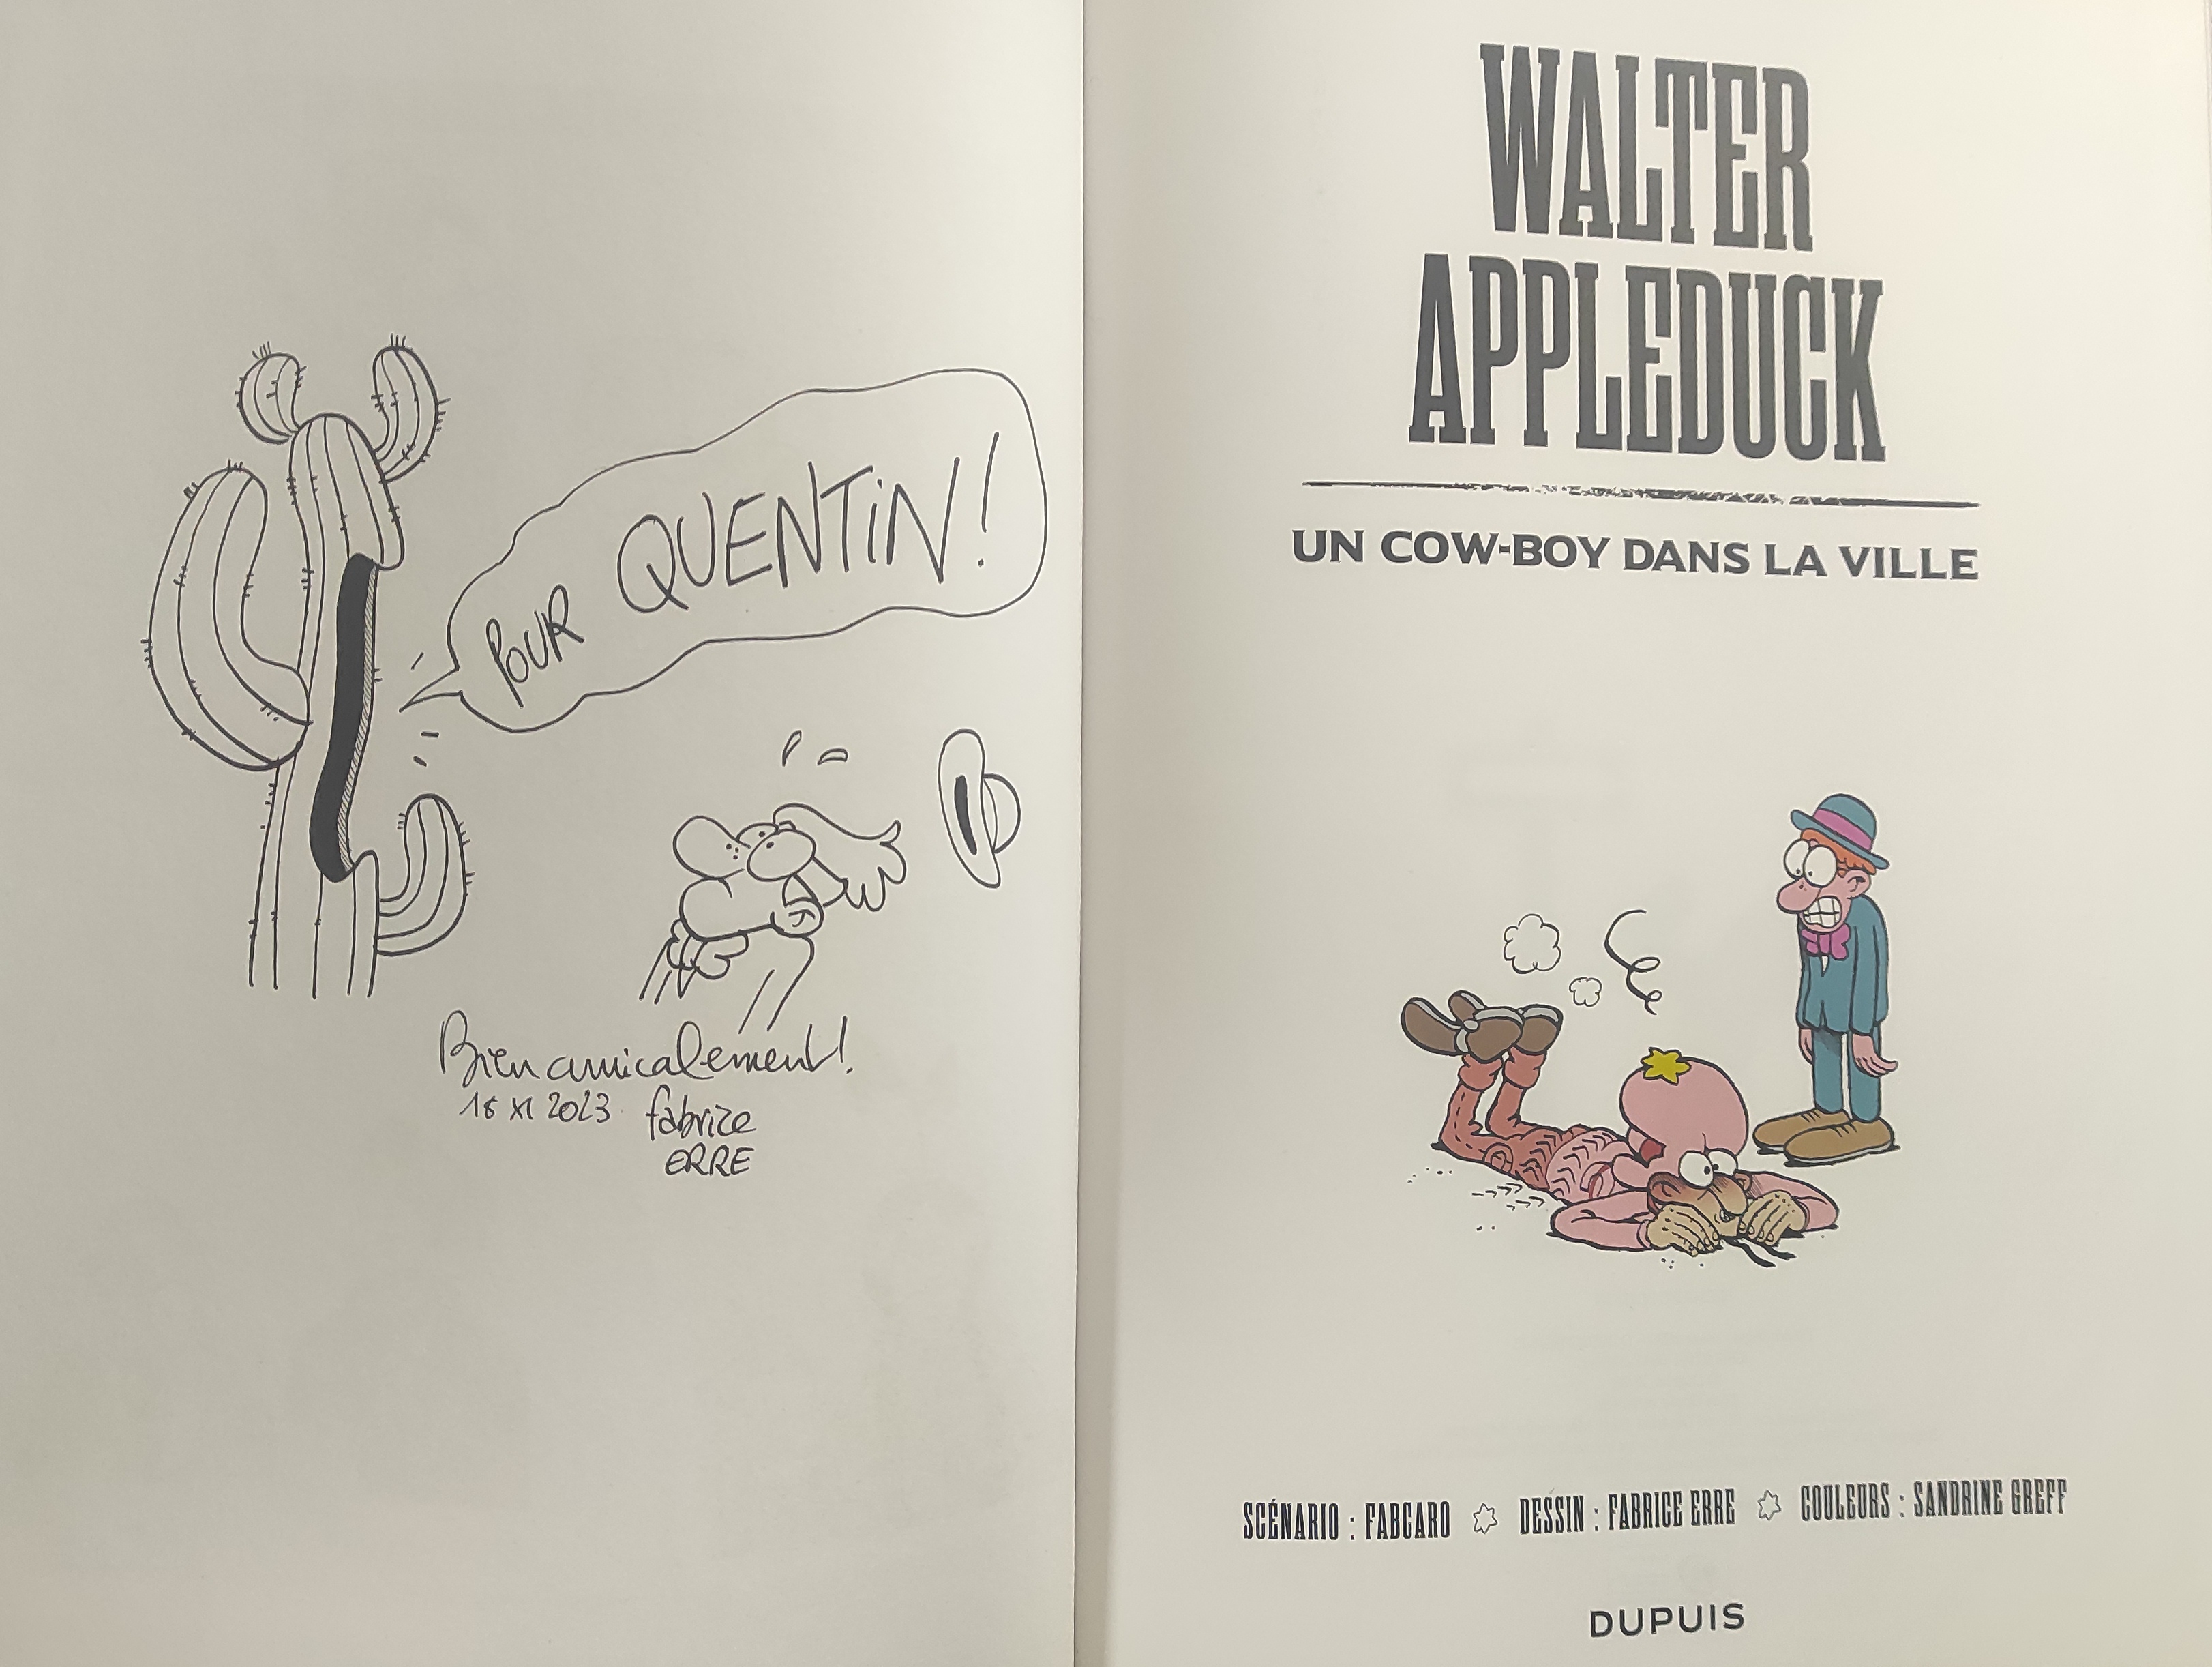 POUR QUENTiN!
Bien amicalement!
18 XI 2023 fabrice
ERRE
WALTER
APPLEDUCK
UN COW-BOY DANS LA VILLE
SCÉNARIO : FABCARO DESSIN : FABRICE ERRE COULEURS : SANDRINE GREFF
DUPUIS